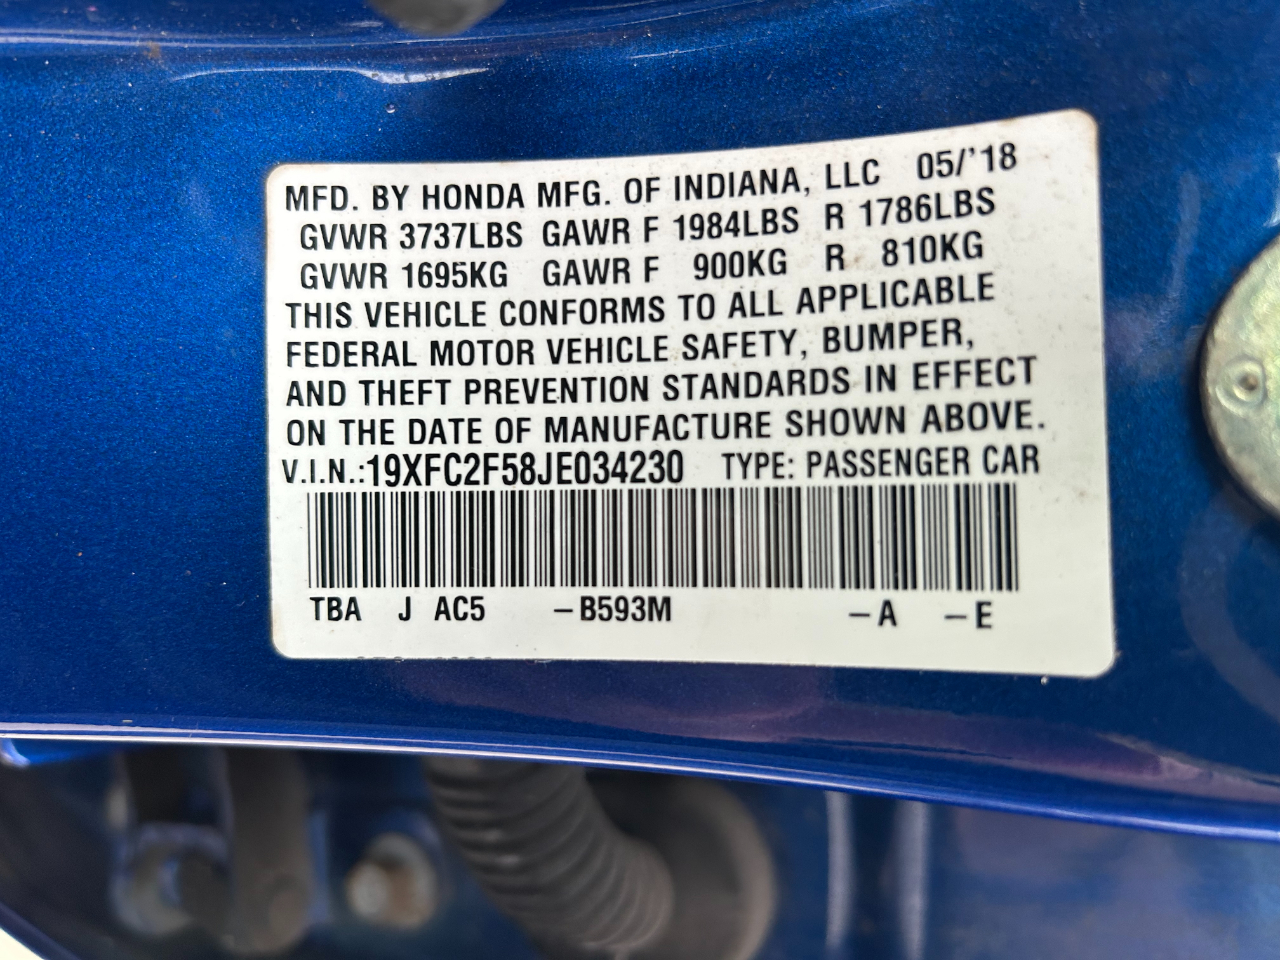 MFD. BY HONDA MFG. OF INDIANA, LLC 05/'18
GVWR 3737LBS GAWR F 1984LBS R 1786LBS
GVWR 1695KG GAWR F 900KG R 810KG
THIS VEHICLE CONFORMS TO ALL APPLICABLE
FEDERAL MOTOR VEHICLE SAFETY, BUMPER,
AND THEFT PREVENTION STANDARDS IN EFFECT
ON THE DATE OF MANUFACTURE SHOWN ABOVE.
V.I.N.:19XFC2F58JE034230 TYPE: PASSENGER CAR
TBA J AC5 –B593M –A –E